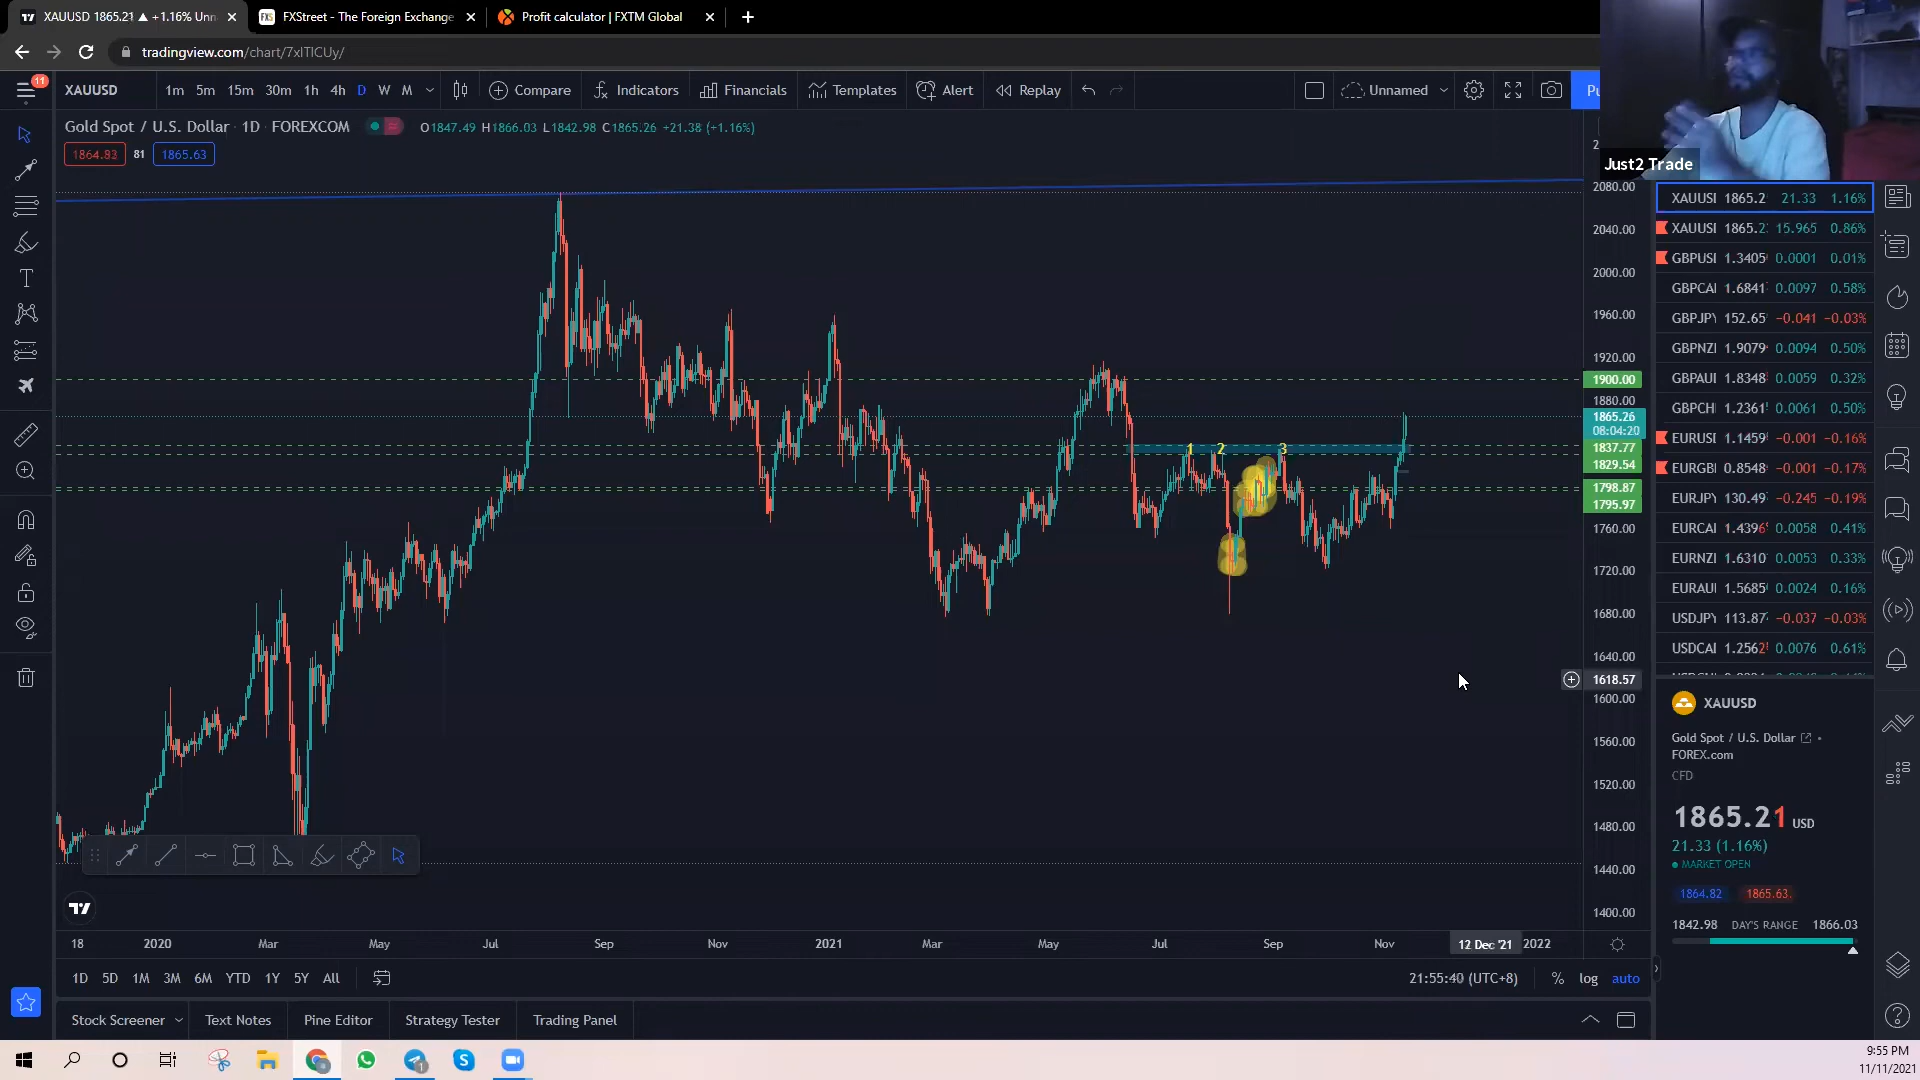 XAUUSD 1865.21 ▲ +1.16% Unn
FXStreet - The Foreign Exchange
Profit calculator | FXTM Global
tradingview.com/chart/7xITICUy/
11
XAUUSD 1m 5m 15m 30m 1h 4h D W M Compare Indicators Financials Templates Alert Replay Unnamed Pu
Gold Spot / U.S. Dollar · 1D · FOREXCOM O1847.49 H1866.03 L1842.98 C1865.26 +21.38 (+1.16%)
1864.83 81 1865.63
Just2 Trade
2080.00
2040.00
2000.00
1960.00
1920.00
1900.00
1880.00
1865.26
08:04:20
1837.77
1829.54
1798.87
1795.97
1760.00
1720.00
1680.00
1640.00
1618.57
1600.00
1560.00
1520.00
1480.00
1440.00
1400.00
1 2 3
XAUUSI 1865.2 21.33 1.16%
XAUUSI 1865.2 15.965 0.86%
GBPUSI 1.3405 0.0001 0.01%
GBPCAI 1.6841 0.0097 0.58%
GBPJPY 152.65 −0.041 −0.03%
GBPNZI 1.9079 0.0094 0.50%
GBPAUI 1.8348 0.0059 0.32%
GBPCHI 1.2361 0.0061 0.50%
EURUSI 1.1459 −0.001 −0.16%
EURGBI 0.8548 −0.001 −0.17%
EURJPY 130.49 −0.245 −0.19%
EURCAI 1.4396 0.0058 0.41%
EURNZI 1.6310 0.0053 0.33%
EURAUI 1.5685 0.0024 0.16%
USDJPY 113.87 −0.037 −0.03%
USDCAI 1.2562 0.0076 0.61%
XAUUSD
Gold Spot / U.S. Dollar
FOREX.com
CFD
1865.21 USD
21.33 (1.16%)
MARKET OPEN
1864.82 1865.63
1842.98 DAY'S RANGE 1866.03
18 2020 Mar May Jul Sep Nov 2021 Mar May Jul Sep Nov 12 Dec '21 2022
1D 5D 1M 3M 6M YTD 1Y 5Y All 21:55:40 (UTC+8) % log auto
Stock Screener Text Notes Pine Editor Strategy Tester Trading Panel
1
9:55 PM
11/11/2021